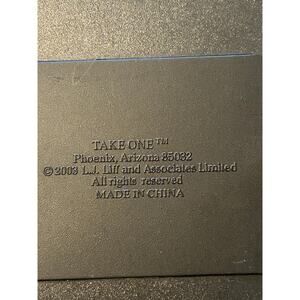 TAKE ONE™
Phoenix, Arizona 85032
© 2003 L.J. Liff and Associates Limited
All rights reserved
MADE IN CHINA